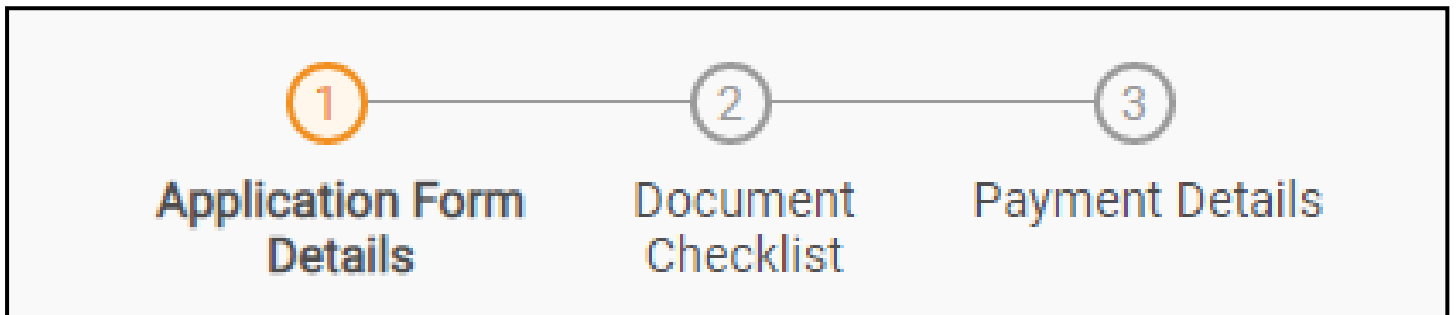 1
2
3
Application Form
Details
Document
Checklist
Payment Details